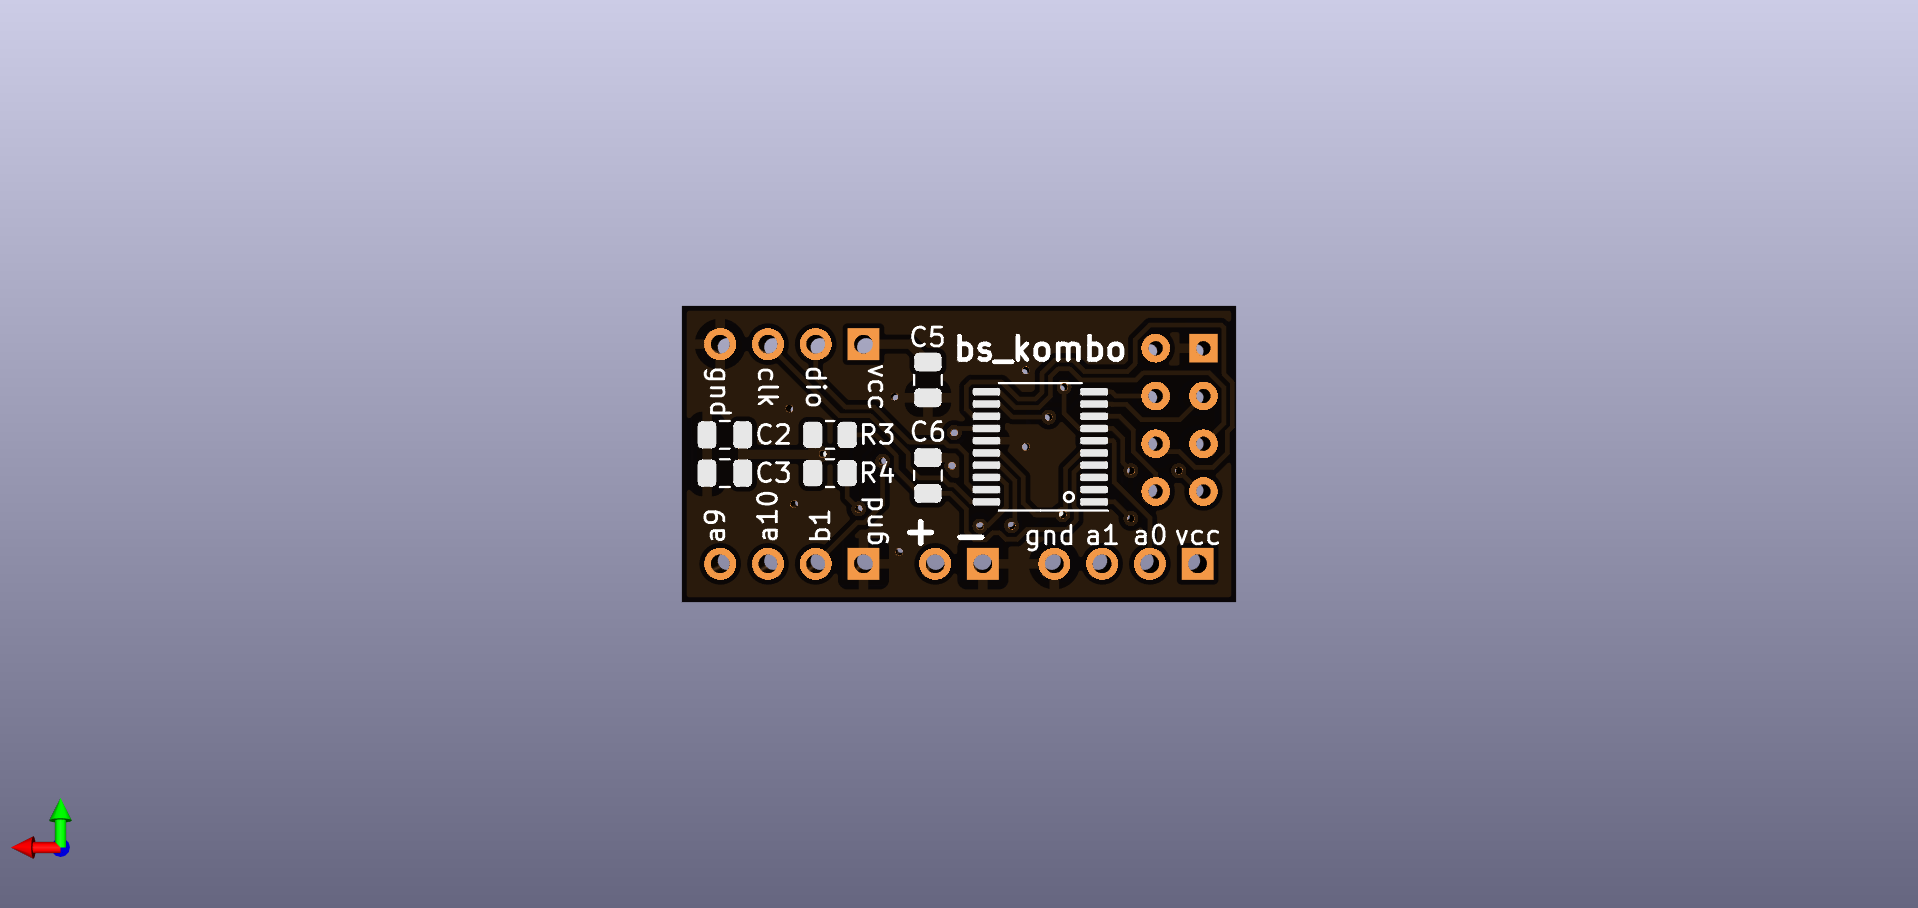 C5
bs_kombo
gnd
clk
dio
vcc
C2
R3
C6
C3
R4
a9
a10
b1
gnd
+
-
gnd
a1
a0
vcc